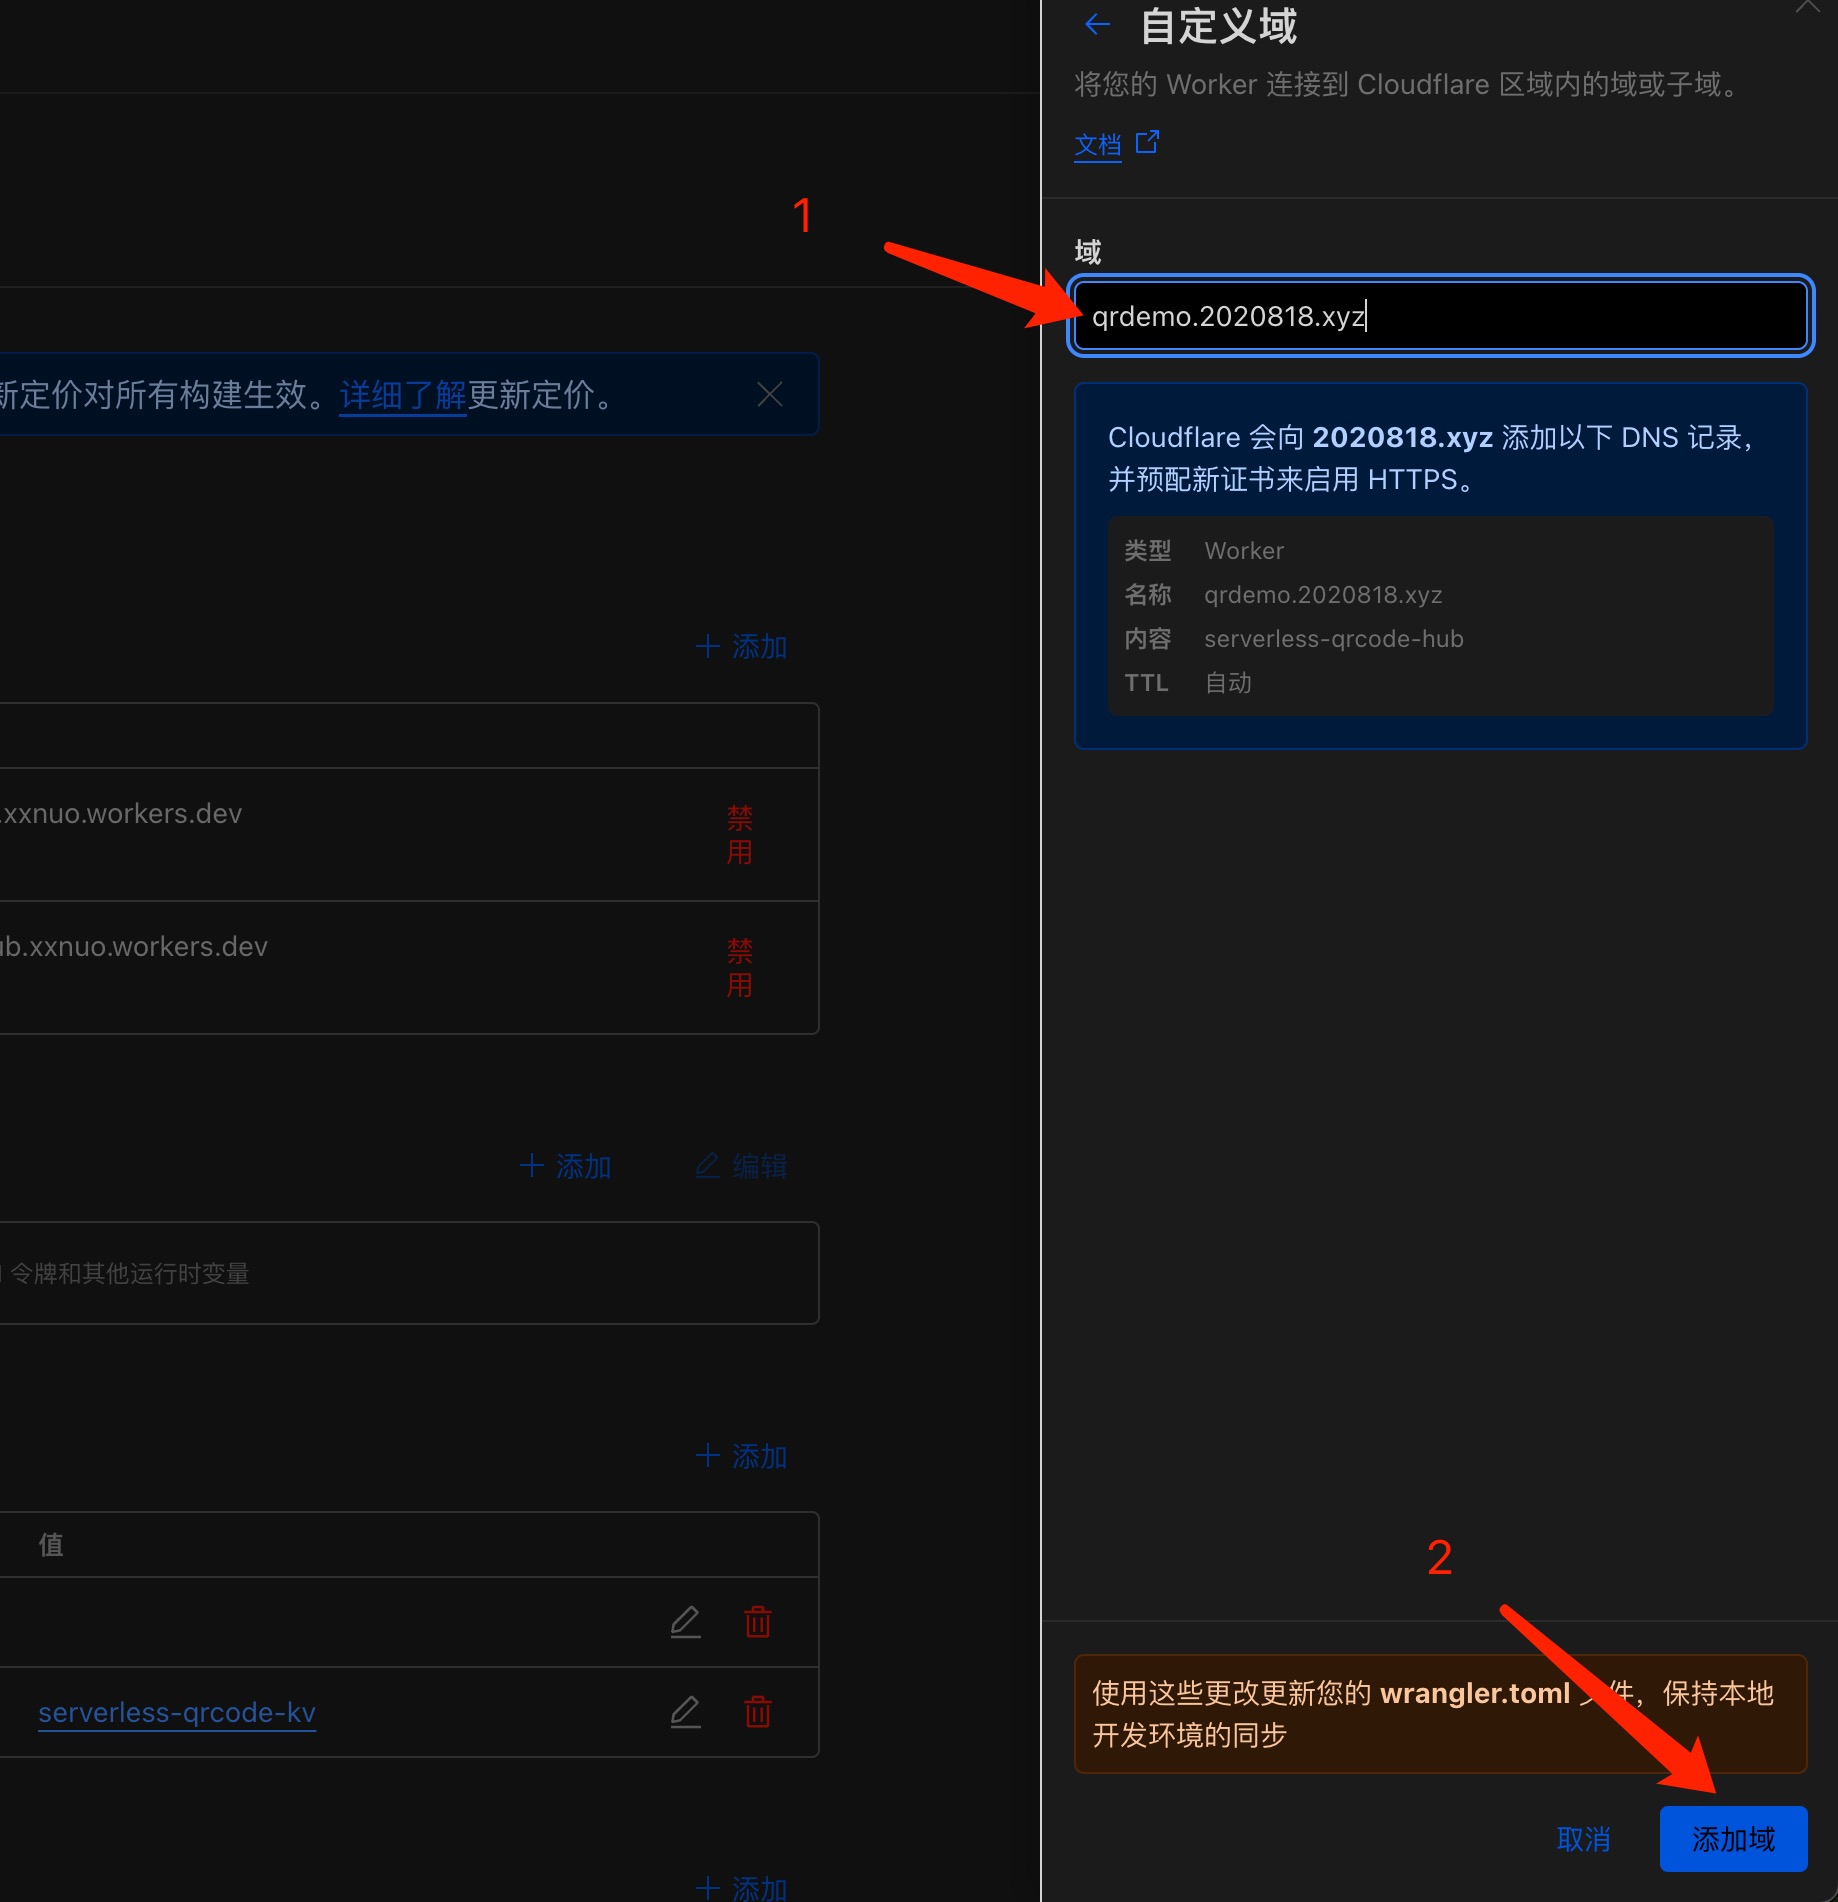 自定义域
将您的 Worker 连接到 Cloudflare 区域内的域或子域。
文档
1
域
qrdemo.2020818.xyz
新定价对所有构建生效。详细了解更新定价。
Cloudflare 会向 2020818.xyz 添加以下 DNS 记录，
并预配新证书来启用 HTTPS。
类型 Worker
名称 qrdemo.2020818.xyz
内容 serverless-qrcode-hub
TTL 自动
添加
.xxnuo.workers.dev
禁用
ub.xxnuo.workers.dev
禁用
添加 编辑
令牌和其他运行时变量
添加
值
serverless-qrcode-kv
2
使用这些更改更新您的 wrangler.toml 文件，保持本地
开发环境的同步
取消 添加域
添加